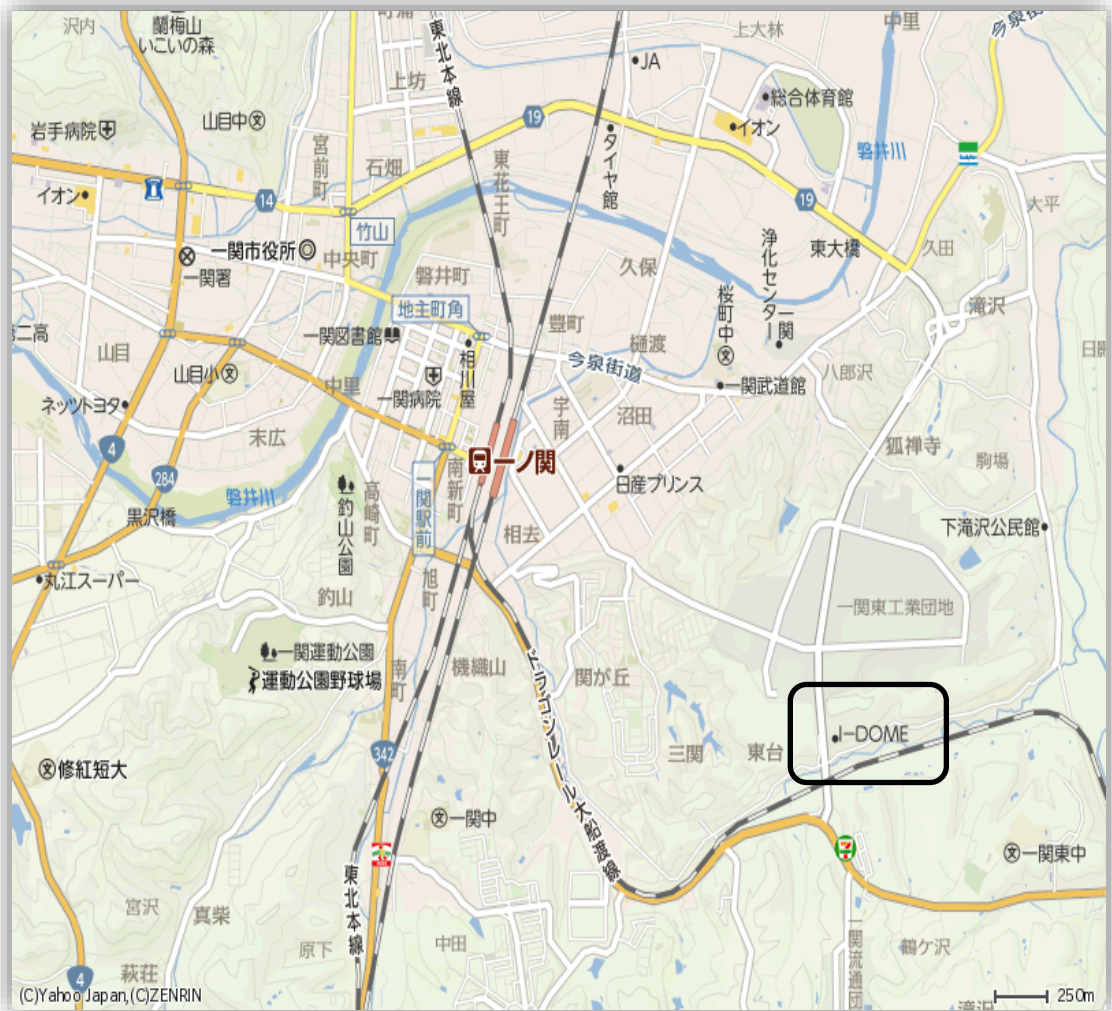 沢内
蘭梅山
いこいの森
東北本線
上大林
中里
JA
上坊
総合体育館
イオン
岩手病院
山目中
19
タイヤ館
宮前町
石畑
東花王町
磐井川
イオン
14
19
大平
竹山
一関市役所
中央町
一関署
磐井町
久保
浄化センター
一関
東大橋
久田
地主町角
桜町中
滝沢
一関図書館
豊町
樋渡
山目
相川屋
今泉街道
山目小
中里
一関病院
一関武道館
八郎沢
ネッツトヨタ
末広
宇南
沼田
狐禅寺
駒場
4
284
一ノ関
日産プリンス
南新町
磐井川
黒沢橋
釣山公園
高崎町
一関駅前
相去
下滝沢公民館
丸江スーパー
釣山
旭町
一関東工業団地
一関運動公園
運動公園野球場
南町
機織山
関が丘
ドラゴンレール大船渡線
342
三関
東台
I-DOME
修紅短大
一関中
一関東中
東北本線
宮沢
真柴
原下
中田
一関流通団
鶴ケ沢
萩荘
4
(C)Yahoo Japan,(C)ZENRIN
250m